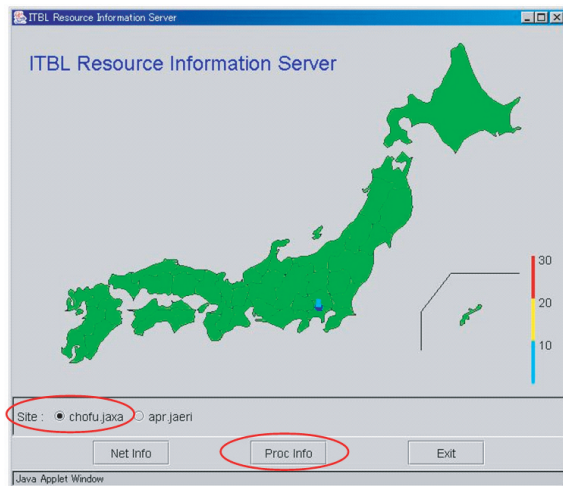 ITBL Resource Information Server
ITBL Resource Information Server
30
20
10
Site : chofu.jaxa apr.jaeri
Net Info Proc Info Exit
Java Applet Window